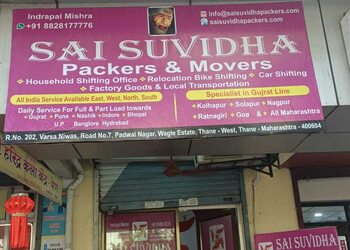 Indrapal Mishra
+91 8828177776
info@saisuvidhapackers.com
saisuvidhapackers.com
SAI SUVIDHA
Packers & Movers
Household Shifting Office Relocation Bike Shifting Car Shifting
Factory Goods & Local Transportation
All India Service Available East, West, North, South
Specialist in Gujrat Line
Daily Service For Full & Part Load towards
Gujrat Pune Nashik Indore Bhopal
U.P Banglore Hydrabad
Kolhapur Solapur Nagpur
Ratnagiri Goa & All Maharashtra
R.No. 202, Varsa Niwas, Road No.7, Padwal Nagar, Wagle Estate, Thane - West, Thane - Maharashtra - 400604
SAI SUVIDHA
SAI SUVIDHA